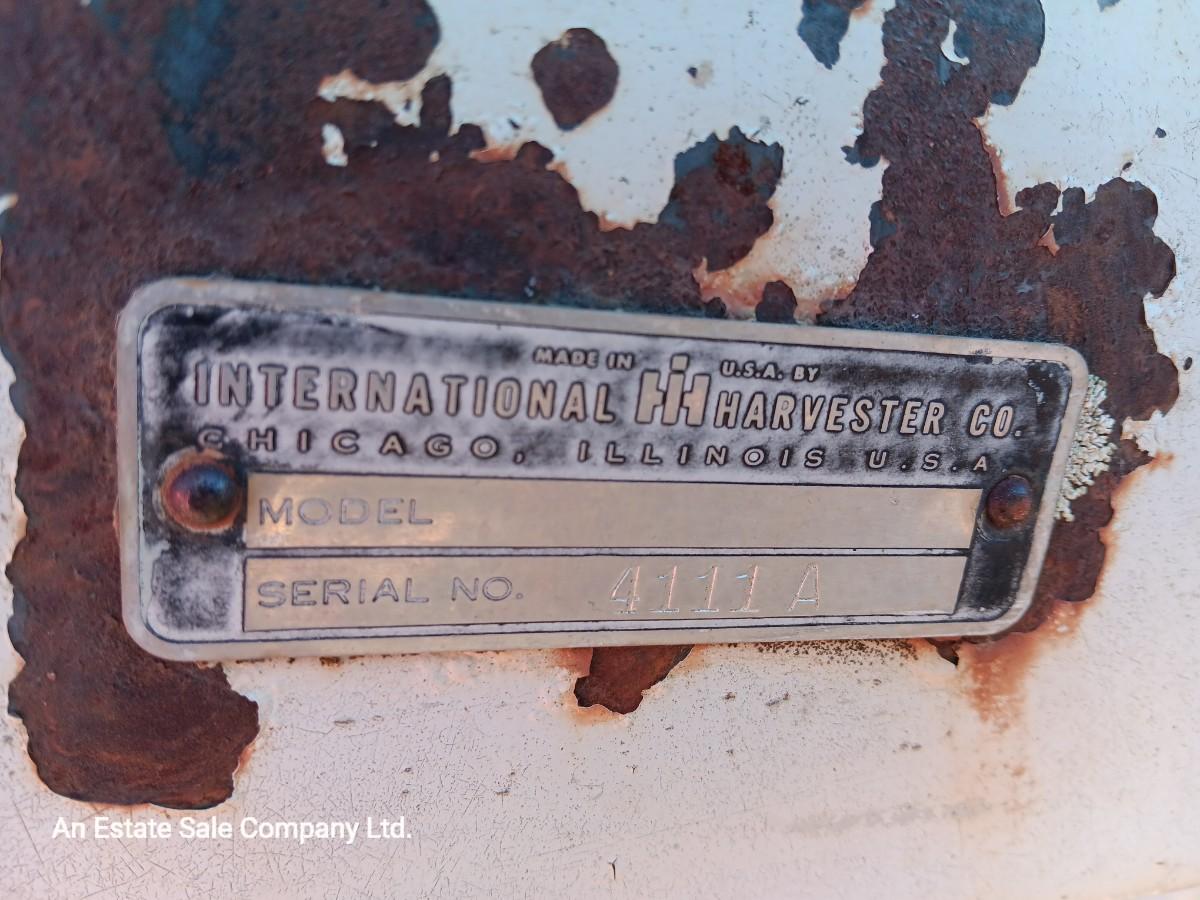 MADE IN U.S.A. BY
INTERNATIONAL IH HARVESTER CO.
CHICAGO, ILLINOIS U.S.A
MODEL
SERIAL NO. 4111 A
An Estate Sale Company Ltd.